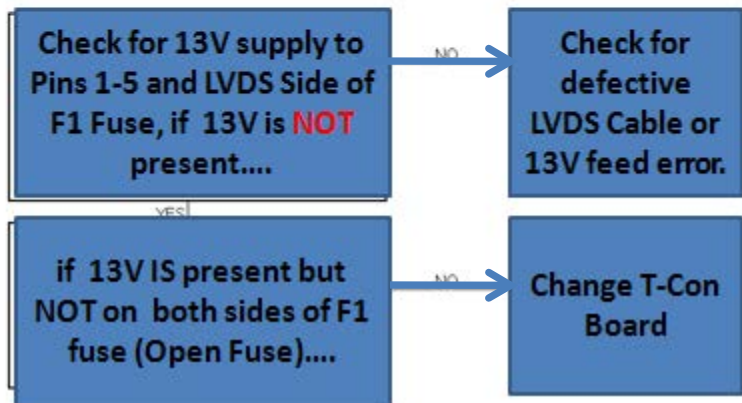 Check for 13V supply to
Pins 1-5 and LVDS Side of
F1 Fuse, if 13V is NOT
present....
NO
Check for
defective
LVDS Cable or
13V feed error.
YES
if 13V IS present but
NOT on both sides of F1
fuse (Open Fuse)....
NO
Change T-Con
Board